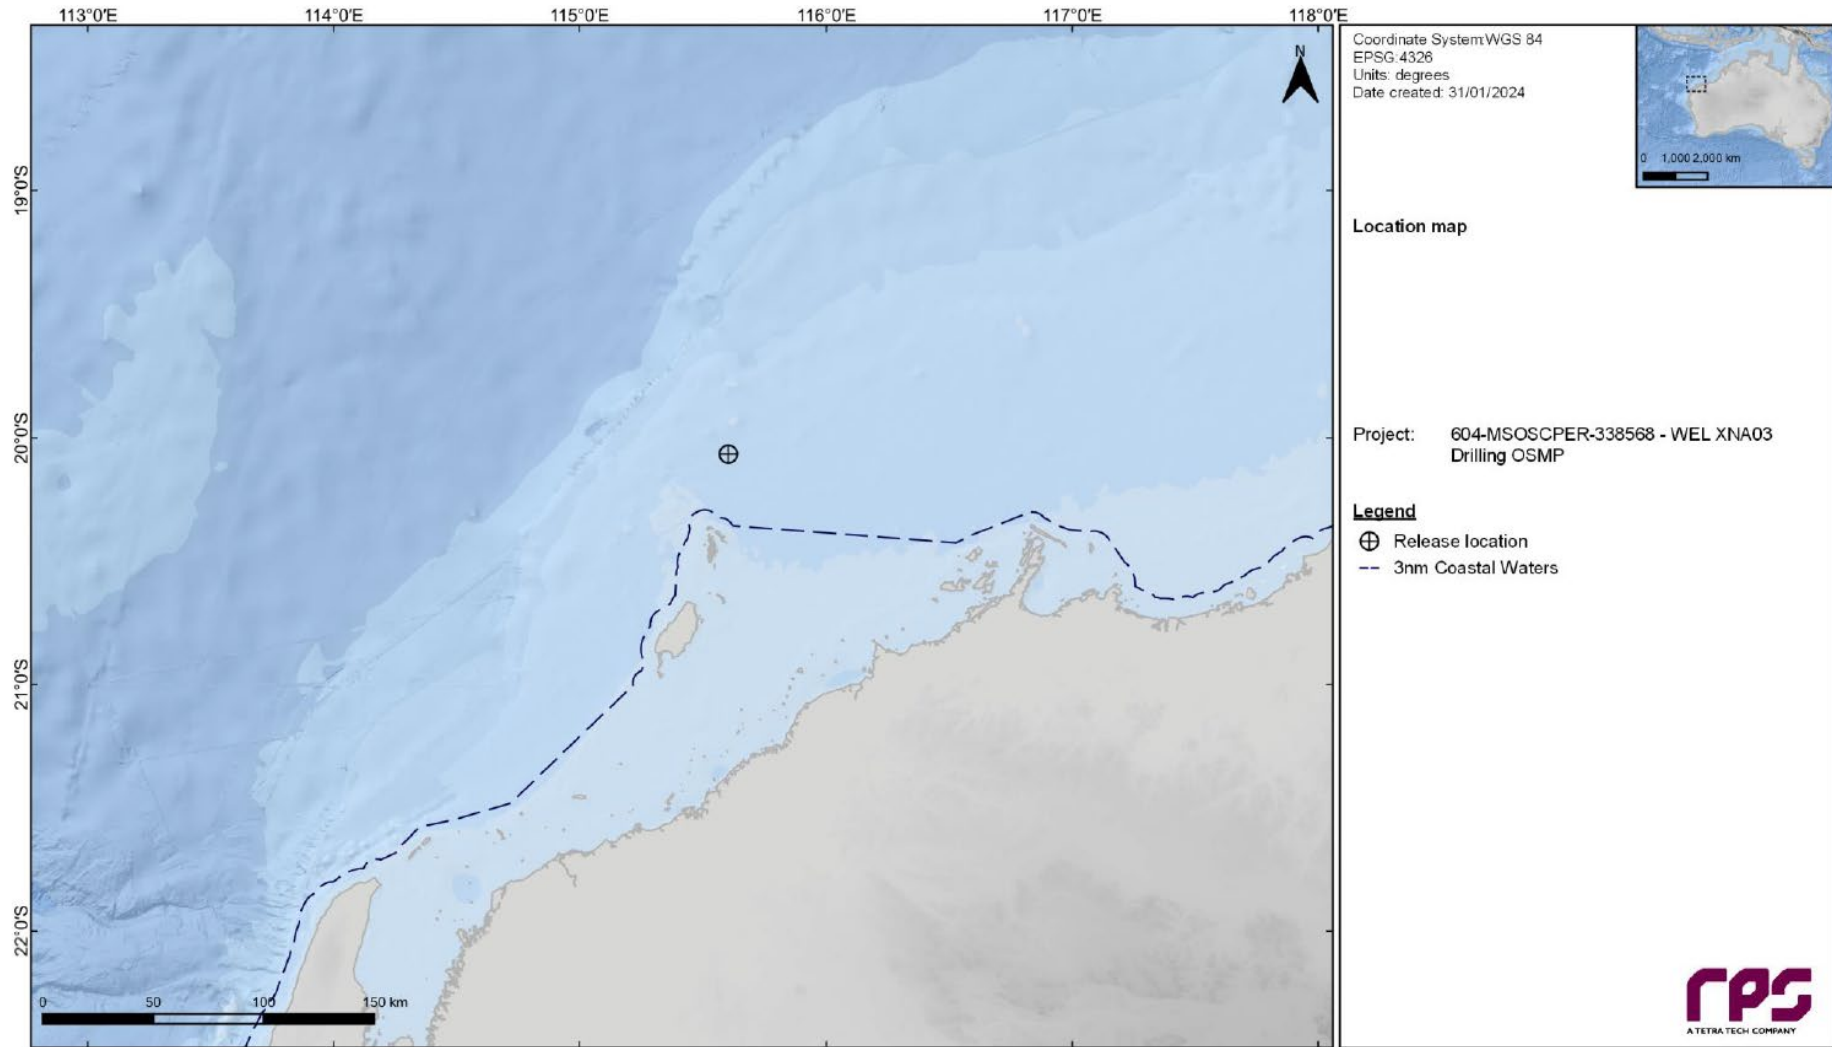 113°0'E 114°0'E 115°0'E 116°0'E 117°0'E 118°0'E
19°0'S
20°0'S
21°0'S
22°0'S
N
0 50 100 150 km
Coordinate System:WGS 84
EPSG:4326
Units: degrees
Date created: 31/01/2024
0 1,000 2,000 km
Location map
Project: 604-MSOSCPER-338568 - WEL XNA03
Drilling OSMP
Legend
Release location
3nm Coastal Waters
rps
A TETRA TECH COMPANY